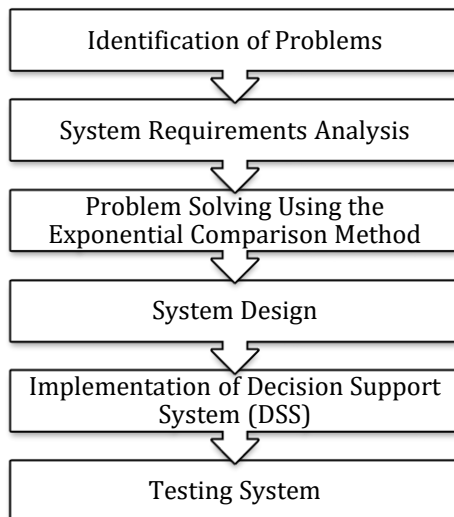 Identification of Problems
System Requirements Analysis
Problem Solving Using the
Exponential Comparison Method
System Design
Implementation of Decision Support
System (DSS)
Testing System